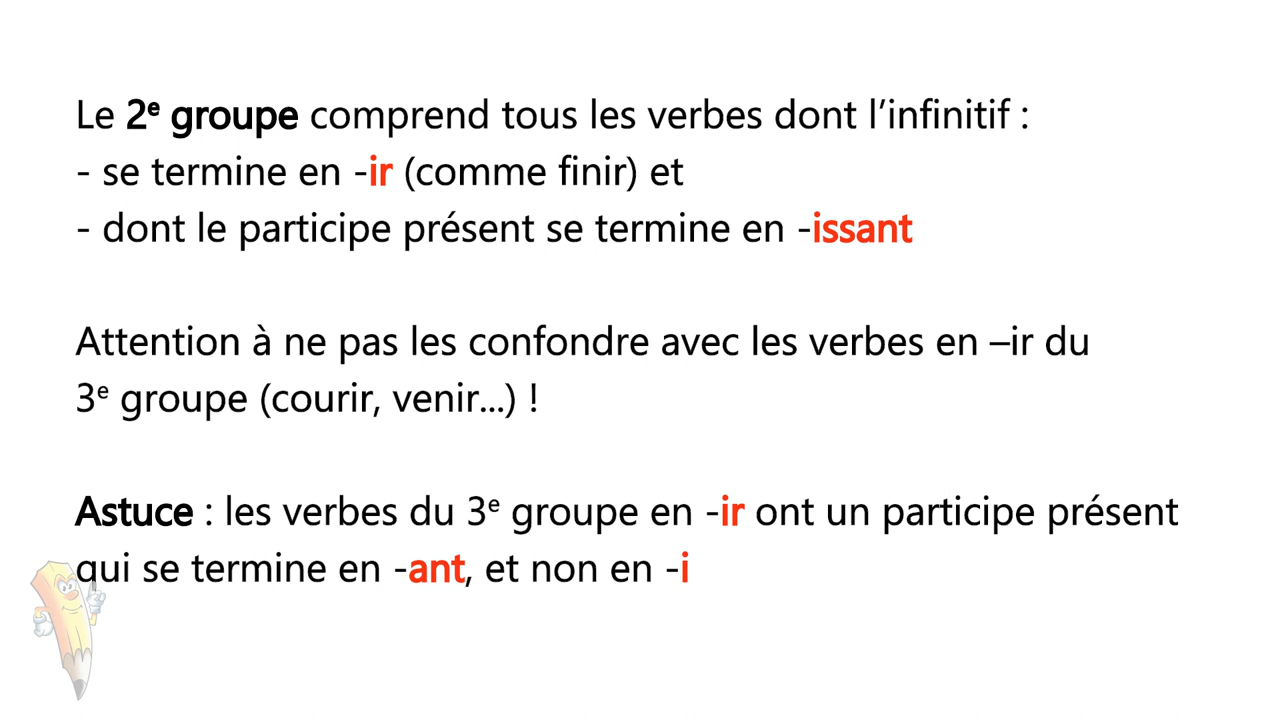 Le 2ᵉ groupe comprend tous les verbes dont l’infinitif :
- se termine en -ir (comme finir) et
- dont le participe présent se termine en -issant
Attention à ne pas les confondre avec les verbes en –ir du
3ᵉ groupe (courir, venir...) !
Astuce : les verbes du 3ᵉ groupe en -ir ont un participe présent
qui se termine en -ant, et non en -i